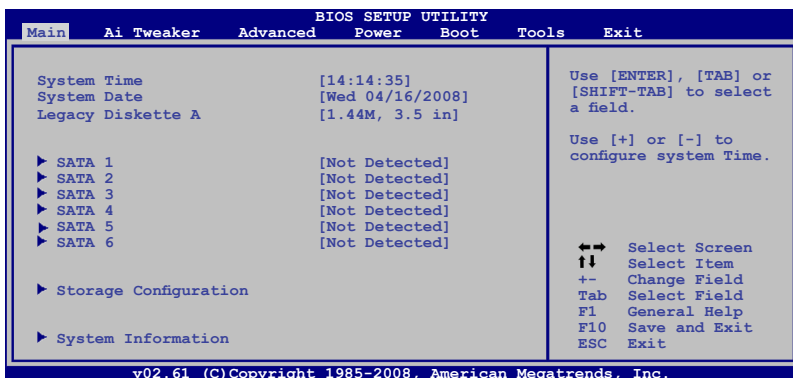 BIOS SETUP UTILITY
Main Ai Tweaker Advanced Power Boot Tools Exit
System Time [14:14:35]
System Date [Wed 04/16/2008]
Legacy Diskette A [1.44M, 3.5 in]
SATA 1 [Not Detected]
SATA 2 [Not Detected]
SATA 3 [Not Detected]
SATA 4 [Not Detected]
SATA 5 [Not Detected]
SATA 6 [Not Detected]
Storage Configuration
System Information
Use [ENTER], [TAB] or
[SHIFT-TAB] to select
a field.
Use [+] or [-] to
configure system Time.
←→ Select Screen
↑↓ Select Item
+- Change Field
Tab Select Field
F1 General Help
F10 Save and Exit
ESC Exit
v02.61 (C)Copyright 1985-2008, American Megatrends, Inc.